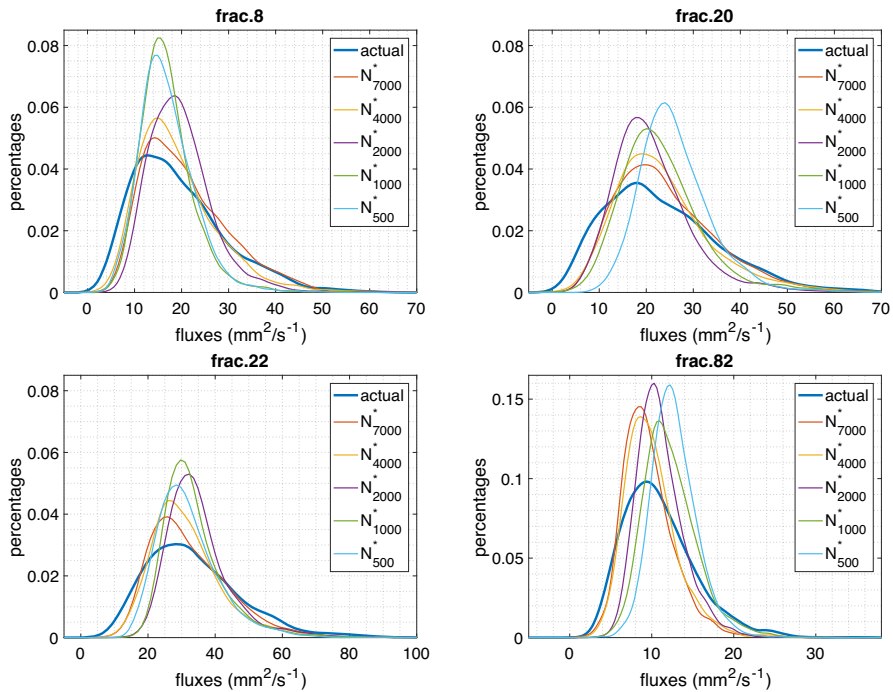 frac.8
0.08
0.06
0.04
0.02
0
percentages
0 10 20 30 40 50 60 70
fluxes (mm²/s⁻¹)
actual
N*7000
N*4000
N*2000
N*1000
N*500
frac.20
0.08
0.06
0.04
0.02
0
percentages
0 10 20 30 40 50 60 70
fluxes (mm²/s⁻¹)
actual
N*7000
N*4000
N*2000
N*1000
N*500
frac.22
0.08
0.06
0.04
0.02
0
percentages
0 20 40 60 80 100
fluxes (mm²/s⁻¹)
actual
N*7000
N*4000
N*2000
N*1000
N*500
frac.82
0.15
0.1
0.05
0
percentages
0 10 20 30
fluxes (mm²/s⁻¹)
actual
N*7000
N*4000
N*2000
N*1000
N*500